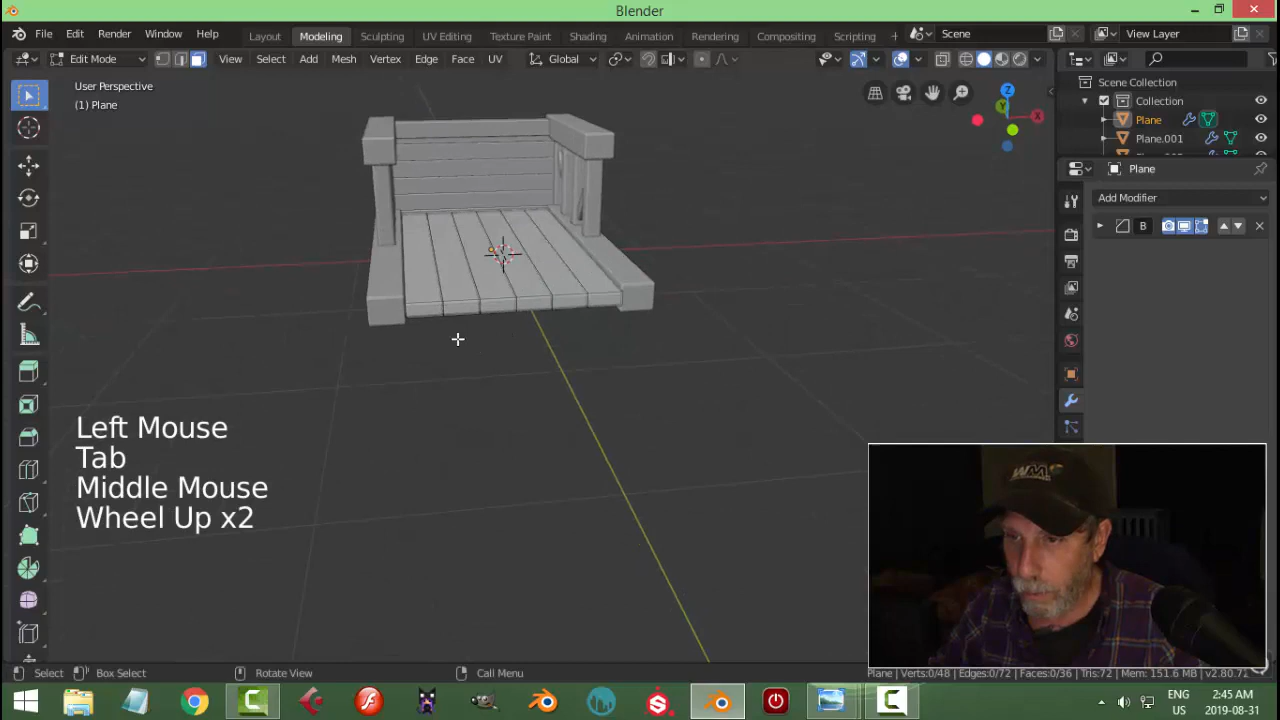 Blender
File Edit Render Window Help Layout Modeling Sculpting UV Editing Texture Paint Shading Animation Rendering Compositing Scripting + Scene View Layer
Edit Mode View Select Add Mesh Vertex Edge Face UV Global
User Perspective
(1) Plane
Z
Y
X
Scene Collection
Collection
Plane
Plane.001
Plane
Add Modifier
B
Left Mouse
Tab
Middle Mouse
Wheel Up x2
Select Box Select Rotate View Call Menu Plane | Verts:0/48 | Edges:0/72 | Faces:0/36 | Tris:72 | Mem: 151.6 MB | v2.80.71
ENG
US
2:45 AM
2019-08-31